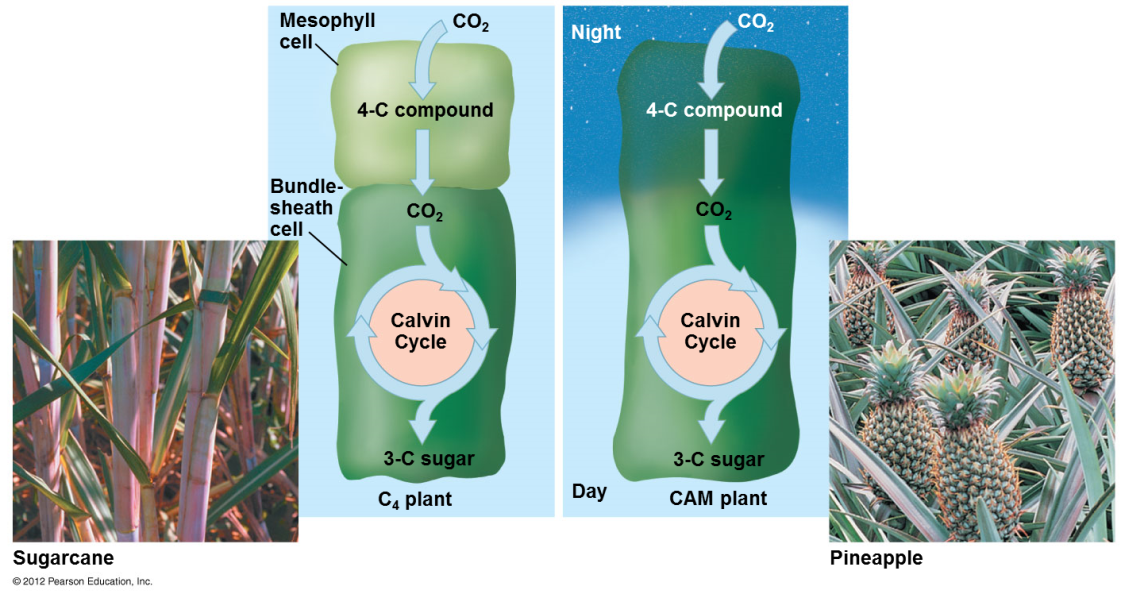 Mesophyll
cell
CO₂
4-C compound
Bundle-
sheath
cell
CO₂
Calvin
Cycle
3-C sugar
C₄ plant
Night
CO₂
4-C compound
CO₂
Calvin
Cycle
3-C sugar
Day
CAM plant
Sugarcane
Pineapple
© 2012 Pearson Education, Inc.